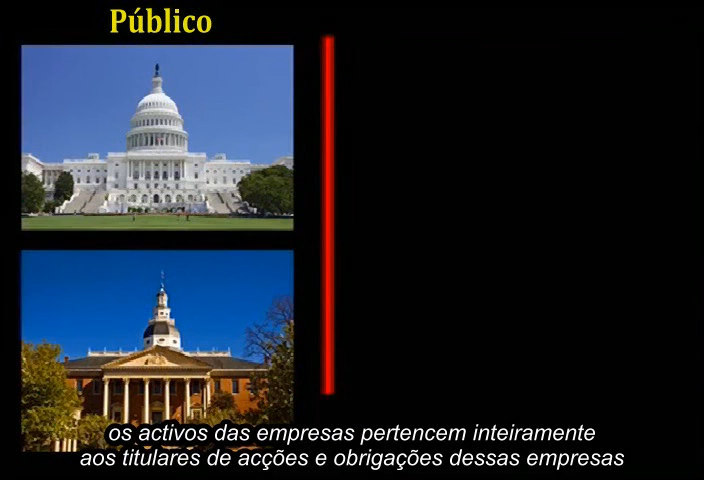 Público
os activos das empresas pertencem inteiramente
aos titulares de acções e obrigações dessas empresas